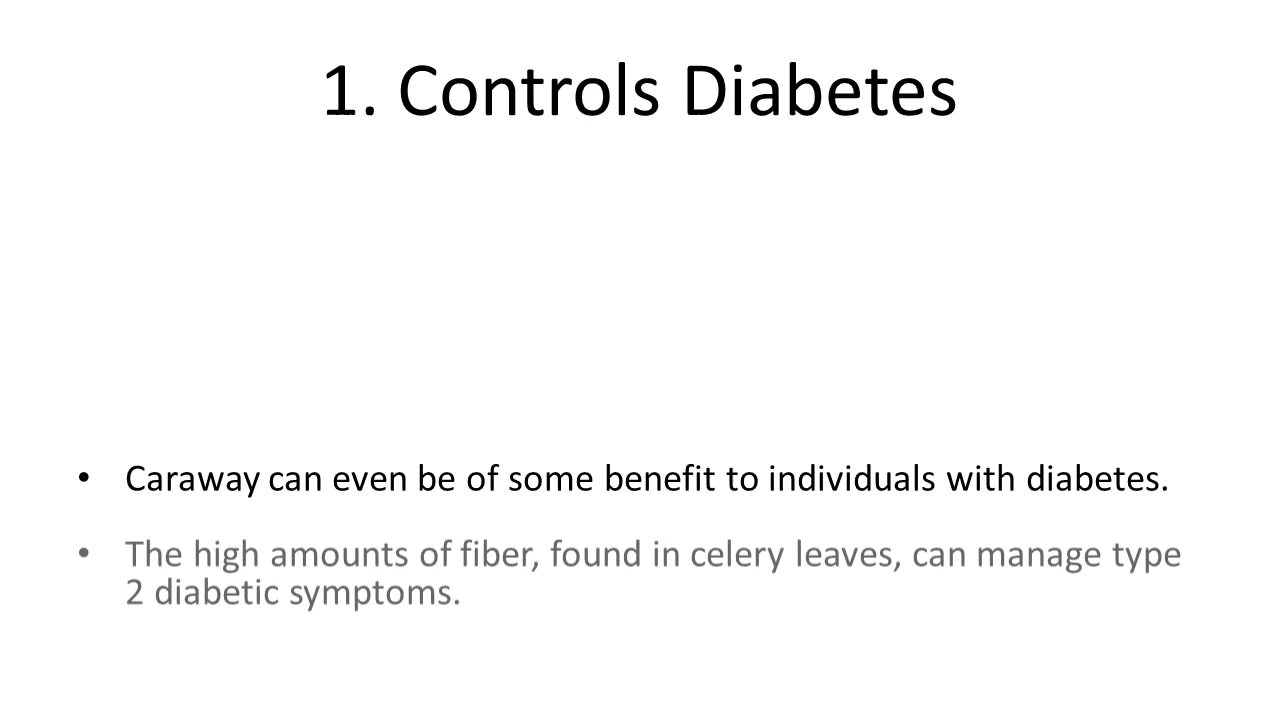 1. Controls Diabetes
• Caraway can even be of some benefit to individuals with diabetes.
• The high amounts of fiber, found in celery leaves, can manage type
2 diabetic symptoms.